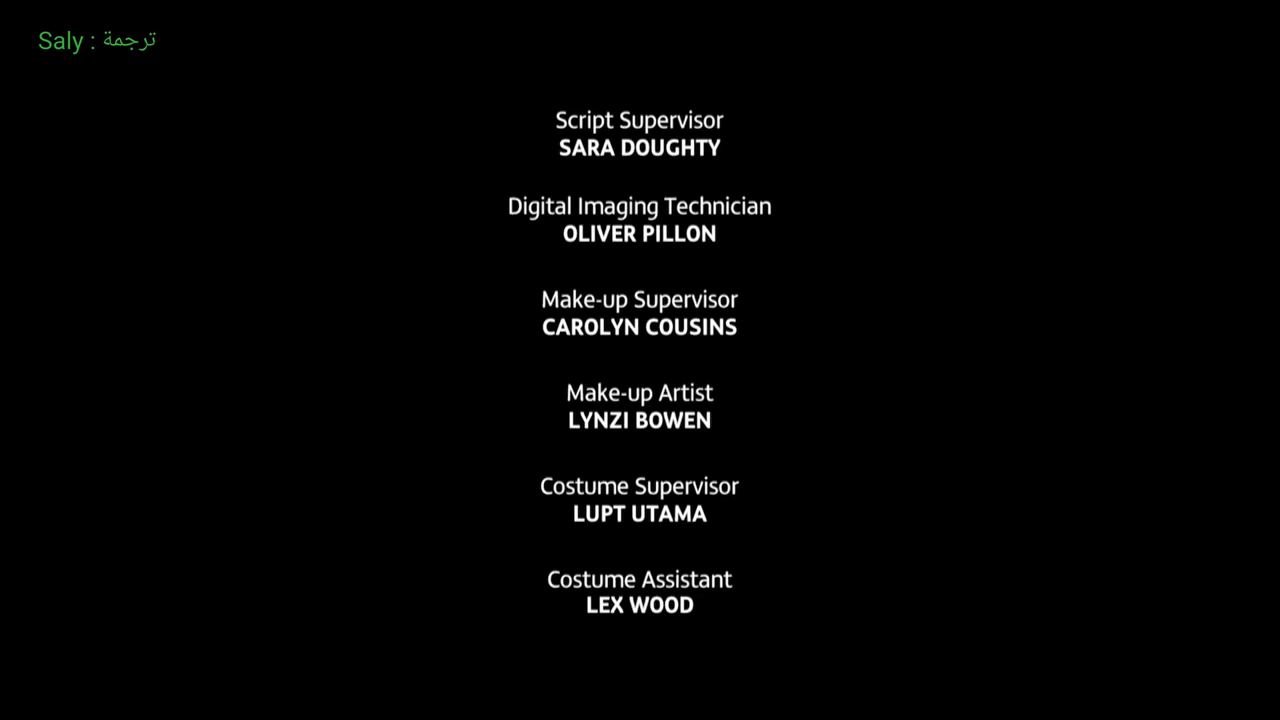 ترجمة : Saly
Script Supervisor
SARA DOUGHTY
Digital Imaging Technician
OLIVER PILLON
Make-up Supervisor
CAROLYN COUSINS
Make-up Artist
LYNZI BOWEN
Costume Supervisor
LUPT UTAMA
Costume Assistant
LEX WOOD